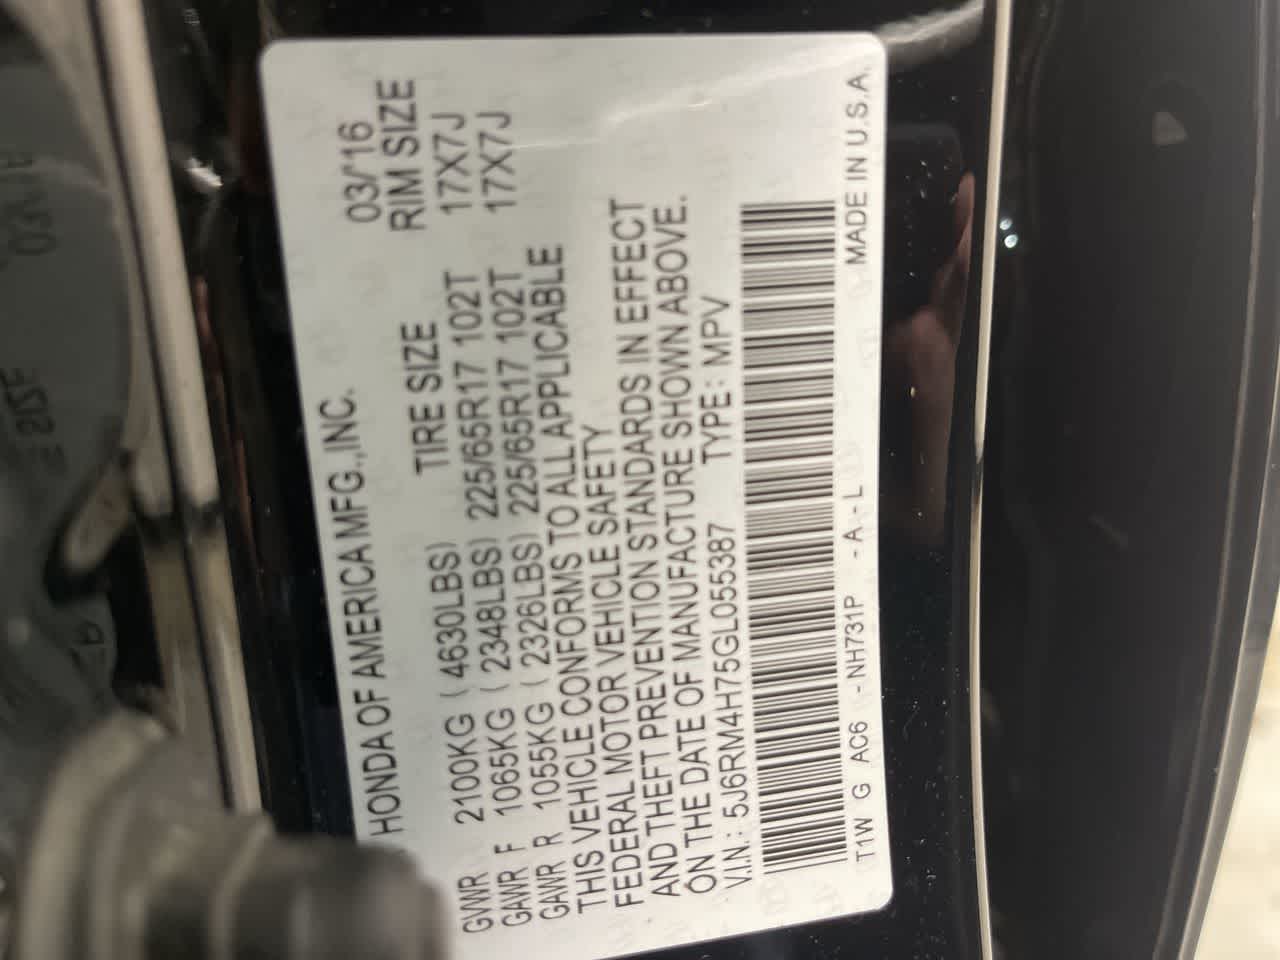 HONDA OF AMERICA MFG.,INC. 03/'16
TIRE SIZE RIM SIZE
GVWR 2100KG ( 4630LBS)
GAWR F 1065KG ( 2348LBS) 225/65R17 102T 17X7J
GAWR R 1055KG ( 2326LBS) 225/65R17 102T 17X7J
THIS VEHICLE CONFORMS TO ALL APPLICABLE
FEDERAL MOTOR VEHICLE SAFETY
AND THEFT PREVENTION STANDARDS IN EFFECT
ON THE DATE OF MANUFACTURE SHOWN ABOVE.
V.I.N.: 5J6RM4H75GL055387 TYPE: MPV
T1W G AC6 -NH731P -A-L MADE IN U.S.A.